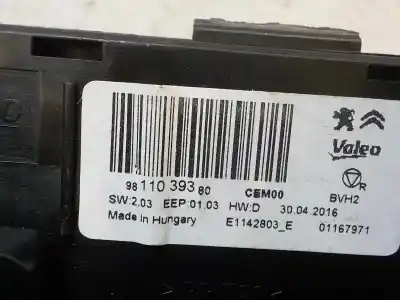 Valeo
98 110 393 80 CEM00 BVH2
SW:2.03 EEP:01.03 HW:D 30.04.2016
Made in Hungary E1142803_E 01167971
R
D